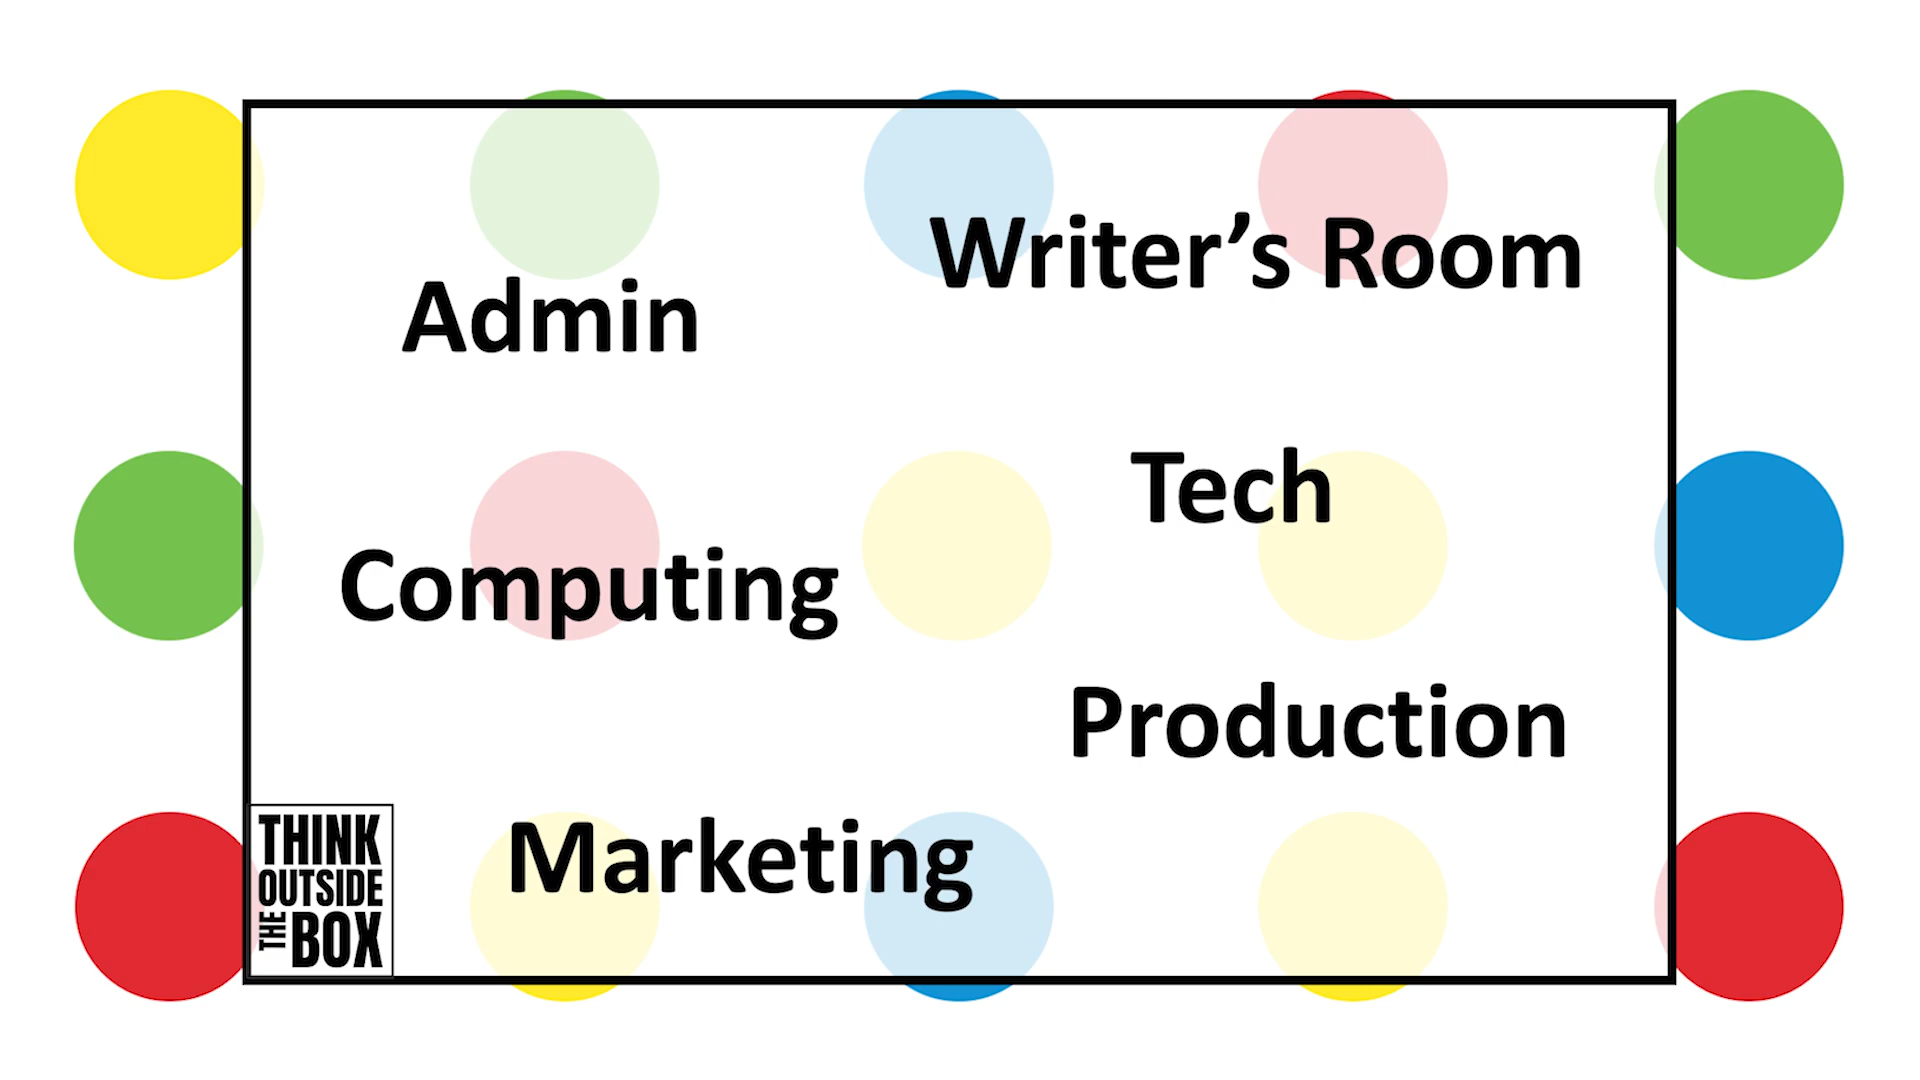 Writer’s Room
Admin
Tech
Computing
Production
Marketing
THINK
OUTSIDE
THE BOX